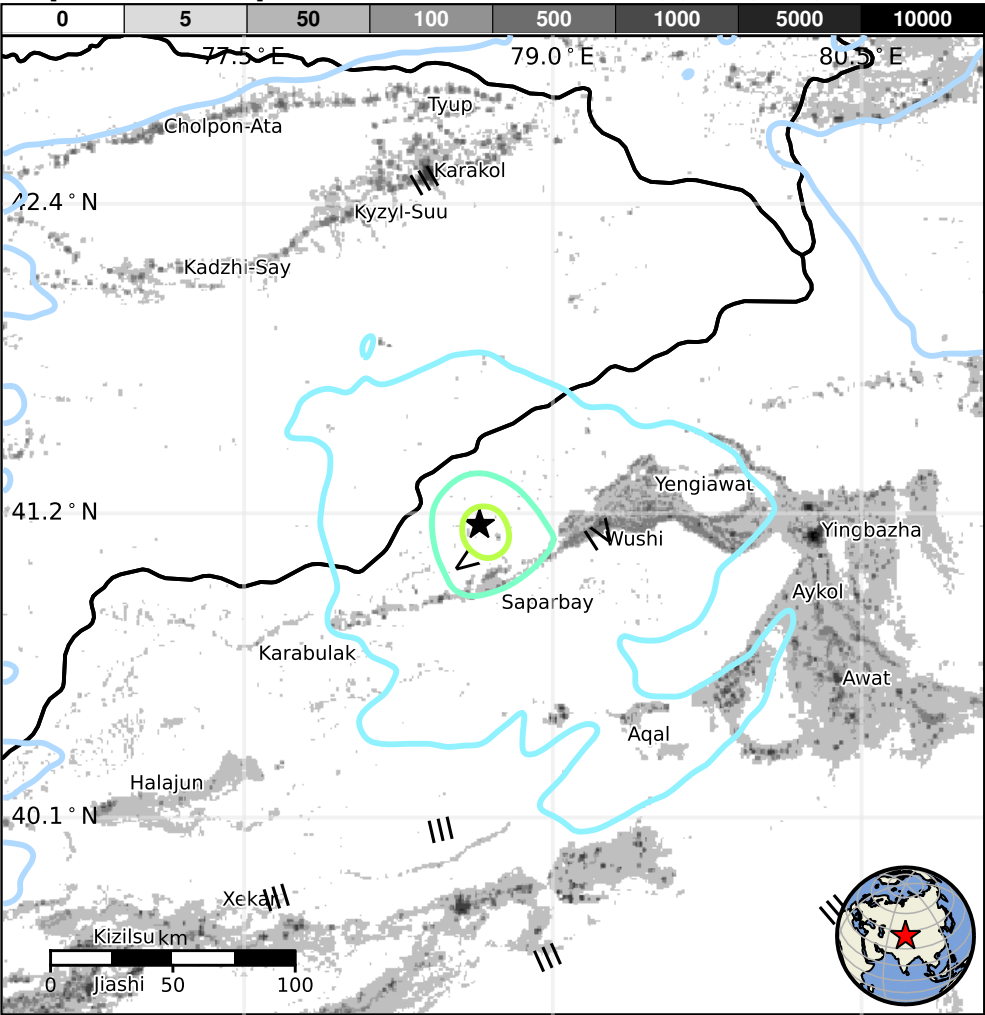 0 5 50 100 500 1000 5000 10000
77.5°E 79.0°E 80.5°E
Tyup
Cholpon-Ata
Karakol
42.4°N
Kyzyl-Suu
Kadzhi-Say
Yengiawat
41.2°N
Wushi
Yingbazha
V
IV
Saparbay
Aykol
Karabulak
Awat
Aqal
Halajun
40.1°N
III
III
III
III
III
Xekar
Kizilsu
km
0 50 100
Jiashi